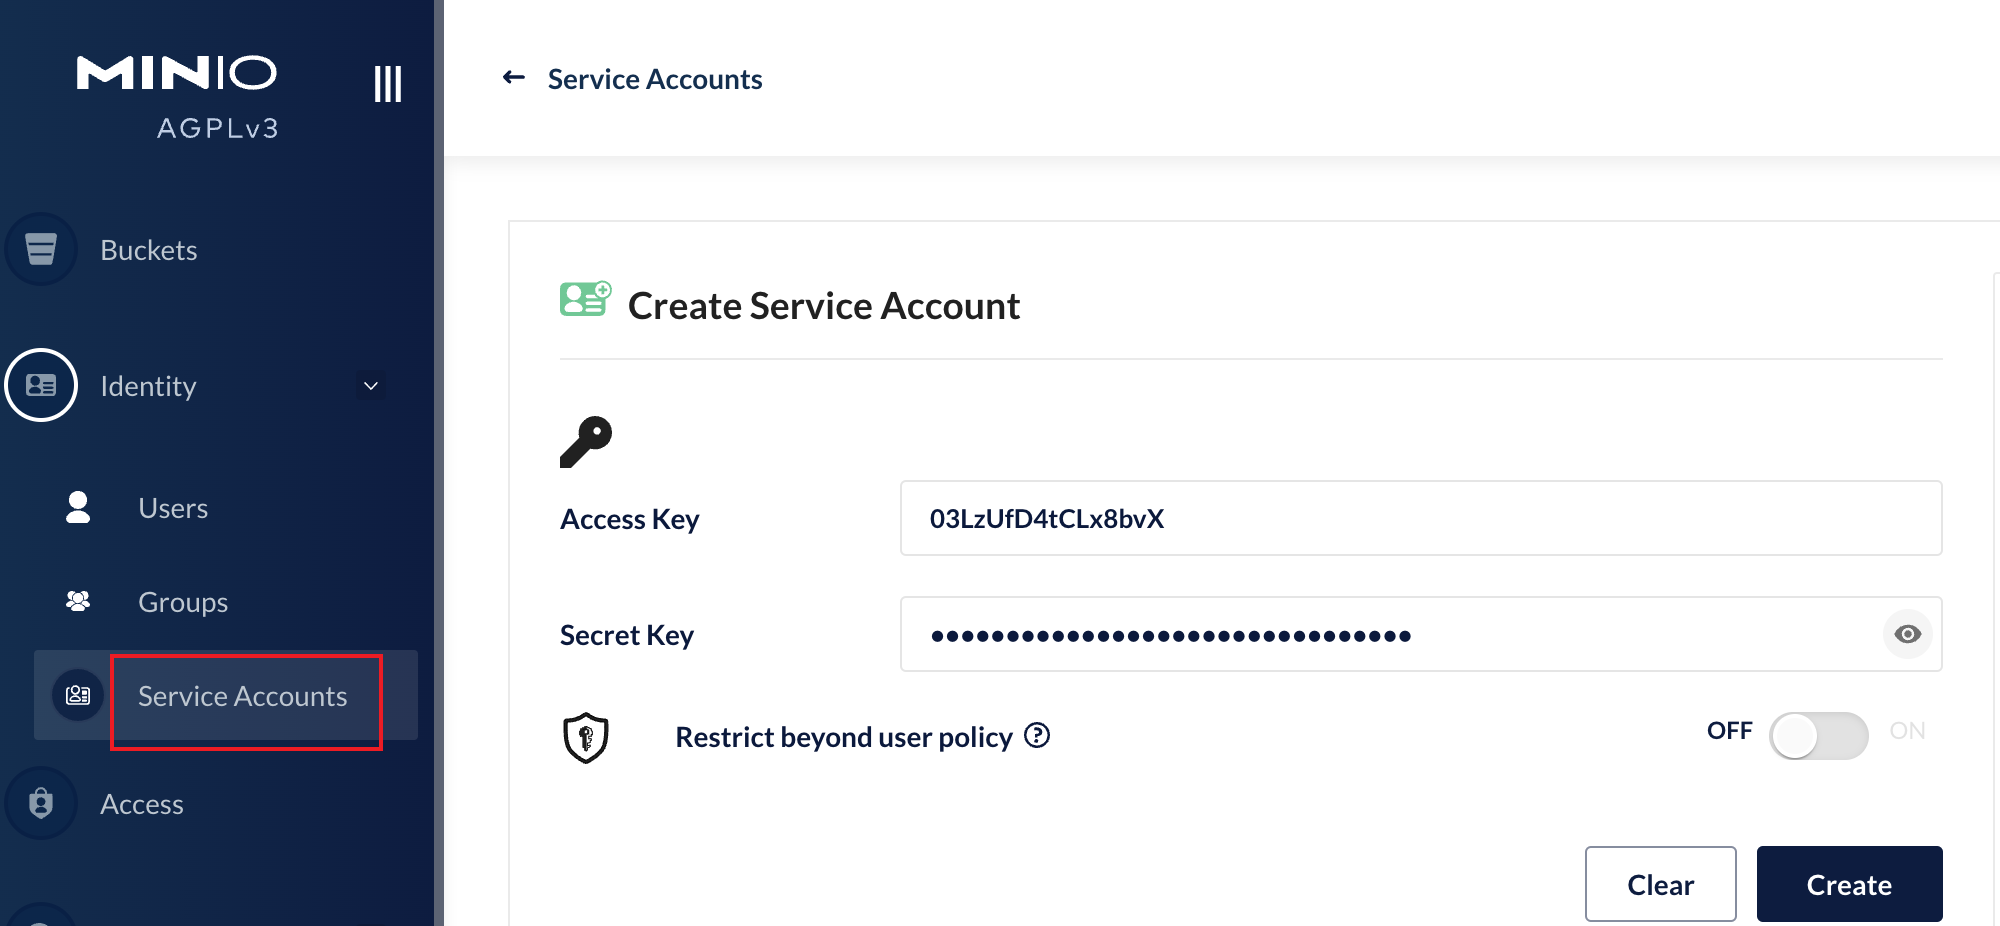 MINIO
AGPLv3
Buckets
Identity
Users
Groups
Service Accounts
Access
Service Accounts
Create Service Account
Access Key
03LzUfD4tCLx8bvX
Secret Key
••••••••••••••••••••••••••••••••
Restrict beyond user policy ?
OFF ON
Clear Create